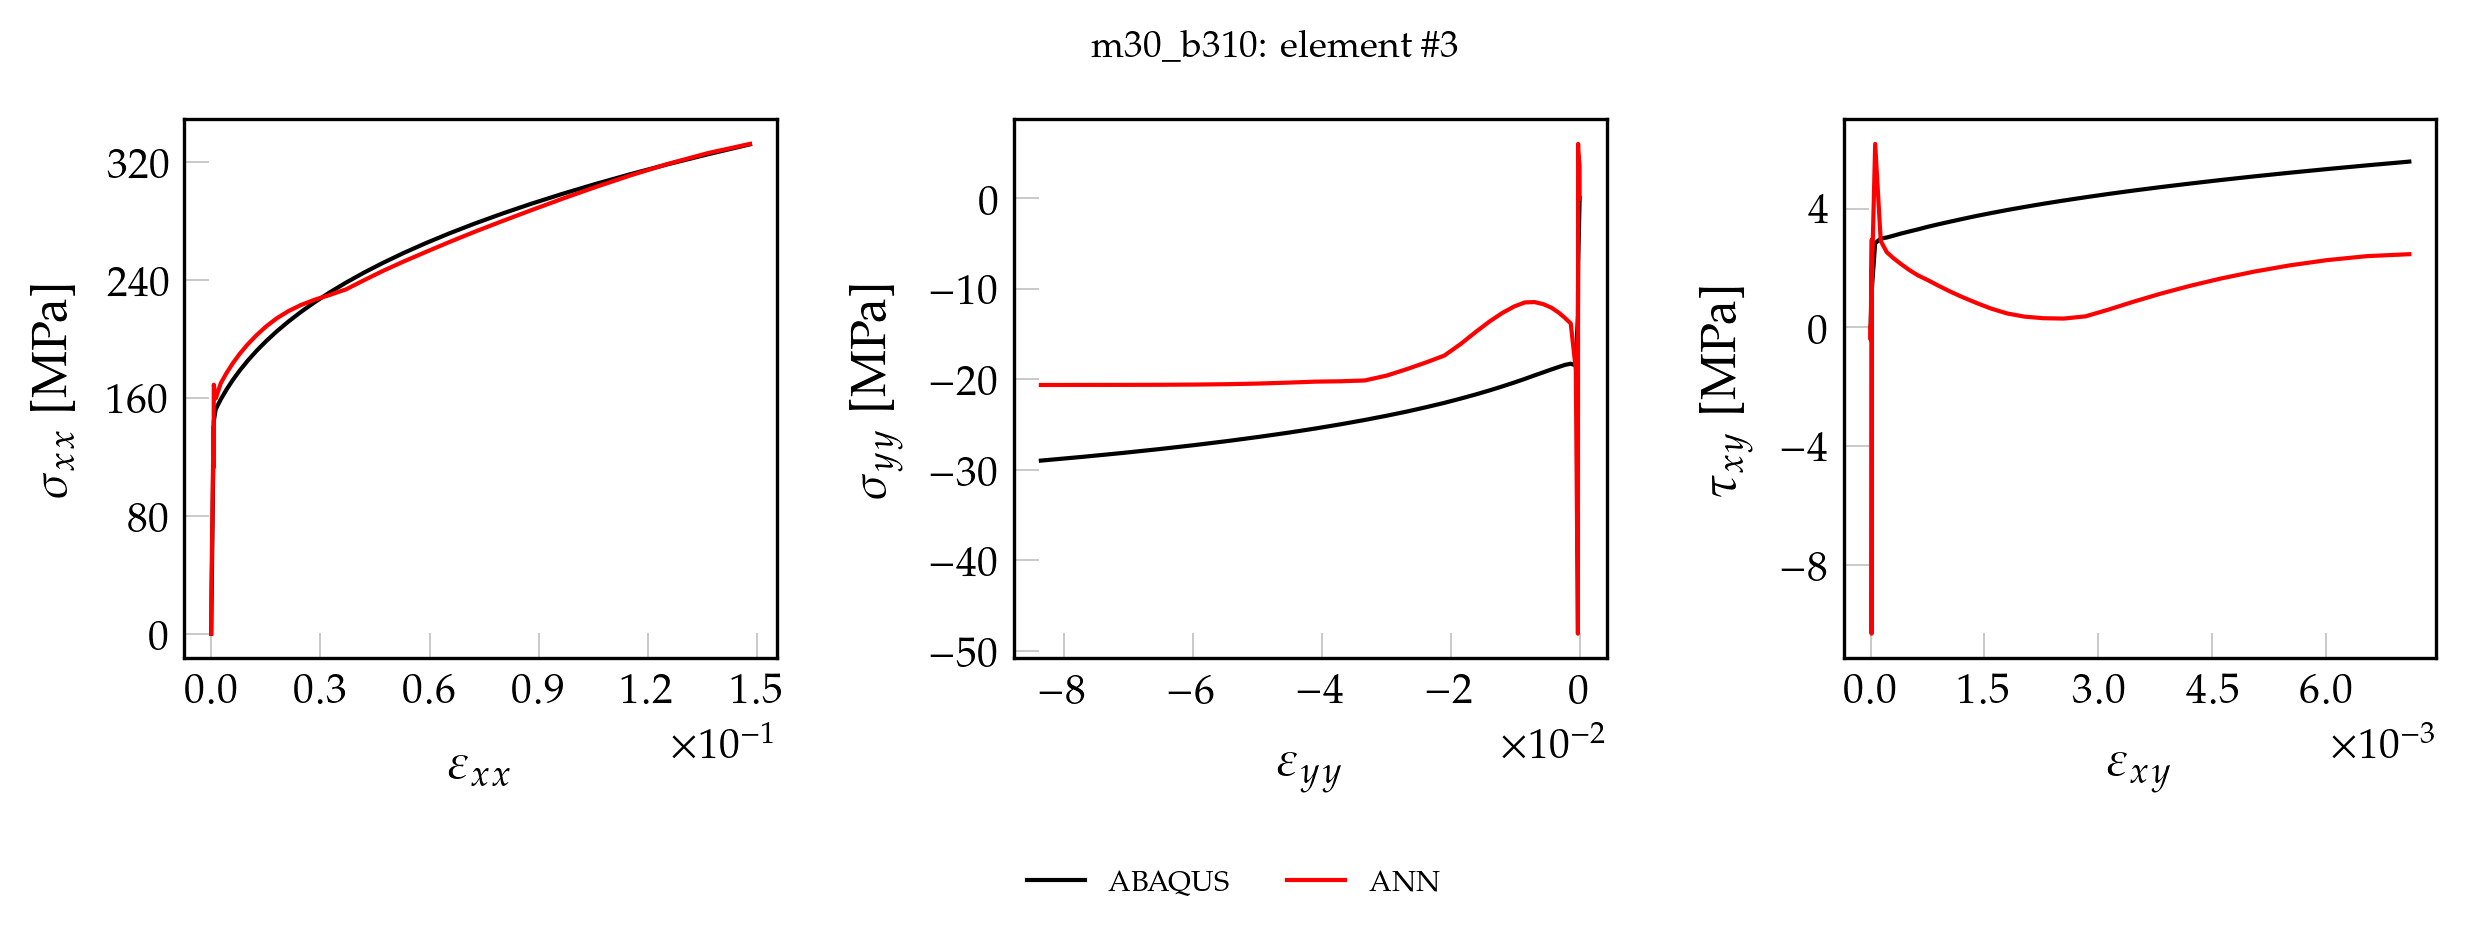 m30_b310: element #3
σxx [MPa]
320
240
160
80
0
0.0 0.3 0.6 0.9 1.2 1.5
×10−1
εxx
σyy [MPa]
0
−10
−20
−30
−40
−50
−8 −6 −4 −2 0
×10−2
εyy
τxy [MPa]
4
0
−4
−8
0.0 1.5 3.0 4.5 6.0
×10−3
εxy
ABAQUS ANN